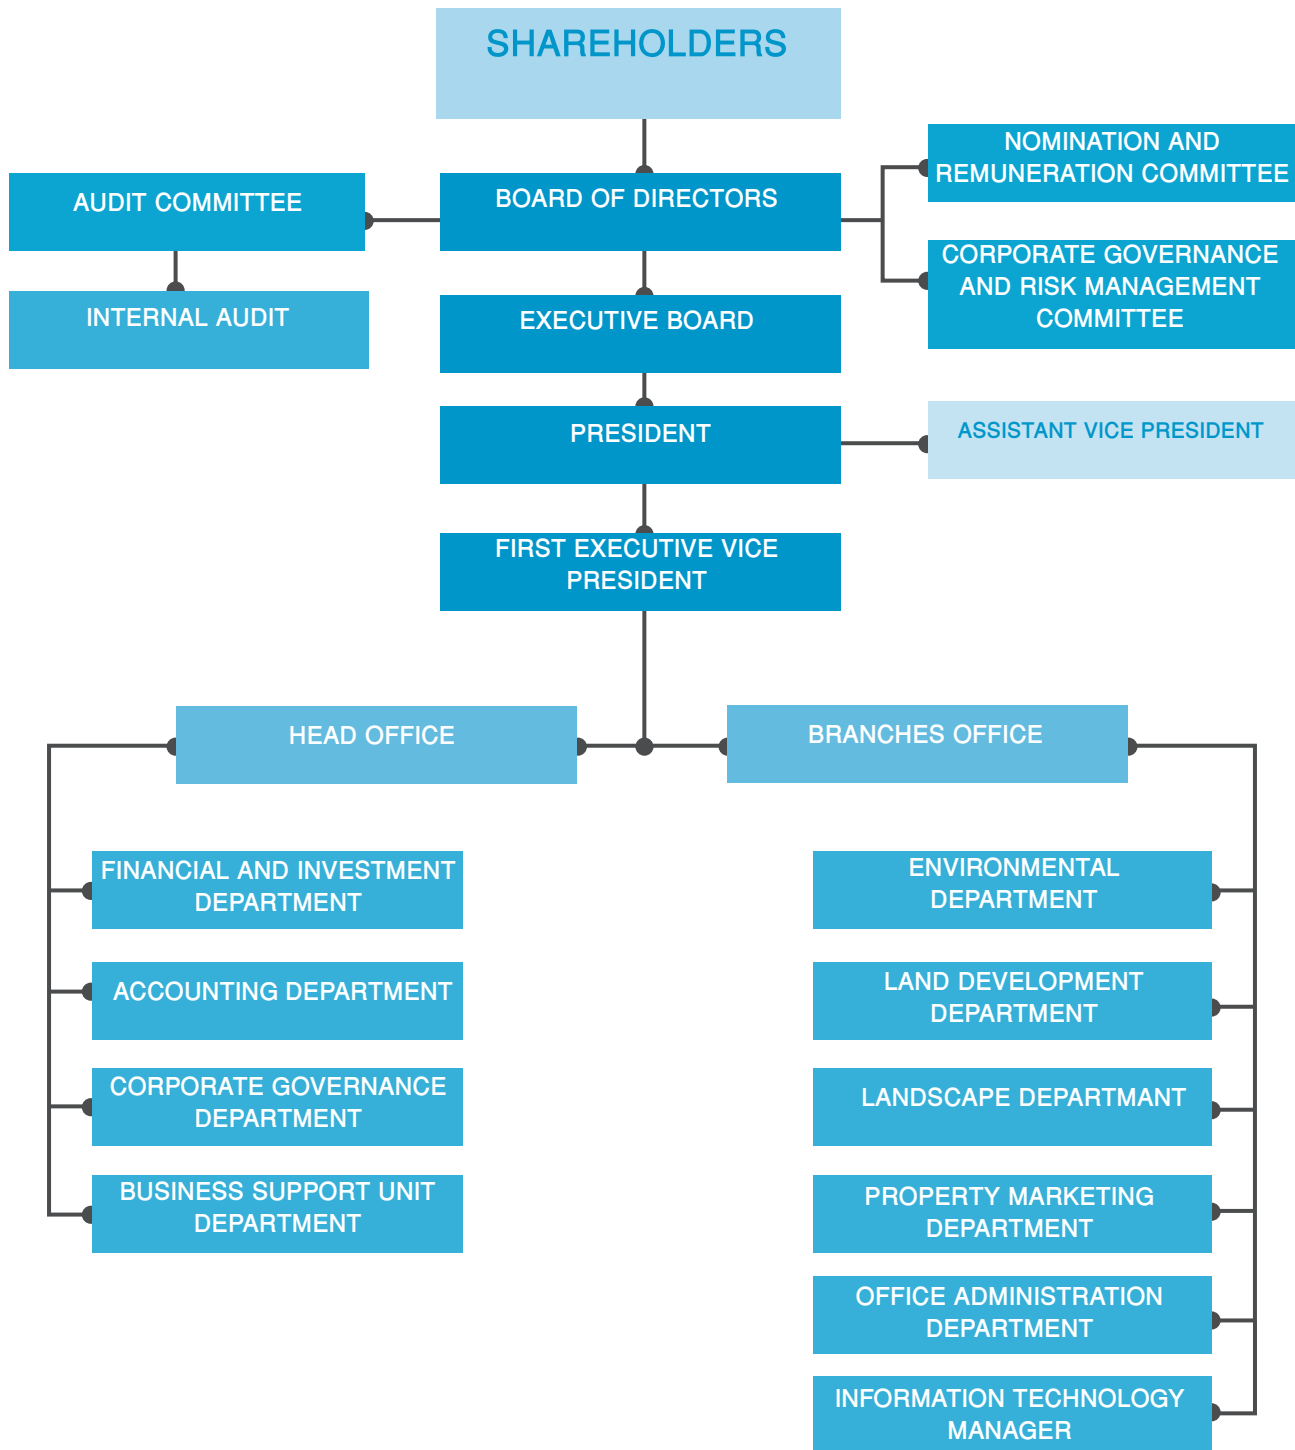 SHAREHOLDERS
NOMINATION AND
REMUNERATION COMMITTEE
AUDIT COMMITTEE
BOARD OF DIRECTORS
CORPORATE GOVERNANCE
AND RISK MANAGEMENT
COMMITTEE
INTERNAL AUDIT
EXECUTIVE BOARD
PRESIDENT
ASSISTANT VICE PRESIDENT
FIRST EXECUTIVE VICE
PRESIDENT
HEAD OFFICE
BRANCHES OFFICE
FINANCIAL AND INVESTMENT
DEPARTMENT
ACCOUNTING DEPARTMENT
CORPORATE GOVERNANCE
DEPARTMENT
BUSINESS SUPPORT UNIT
DEPARTMENT
ENVIRONMENTAL
DEPARTMENT
LAND DEVELOPMENT
DEPARTMENT
LANDSCAPE DEPARTMANT
PROPERTY MARKETING
DEPARTMENT
OFFICE ADMINISTRATION
DEPARTMENT
INFORMATION TECHNOLOGY
MANAGER